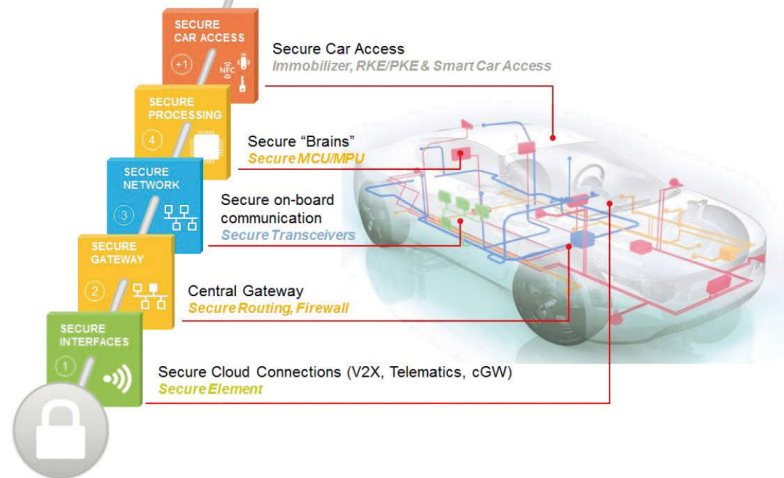 SECURE
CAR ACCESS
+1
NFC
Secure Car Access
Immobilizer, RKE/PKE & Smart Car Access
SECURE
PROCESSING
4
Secure “Brains”
Secure MCU/MPU
SECURE
NETWORK
3
Secure on-board
communication
Secure Transceivers
SECURE
GATEWAY
2
Central Gateway
Secure Routing, Firewall
SECURE
INTERFACES
1
Secure Cloud Connections (V2X, Telematics, cGW)
Secure Element